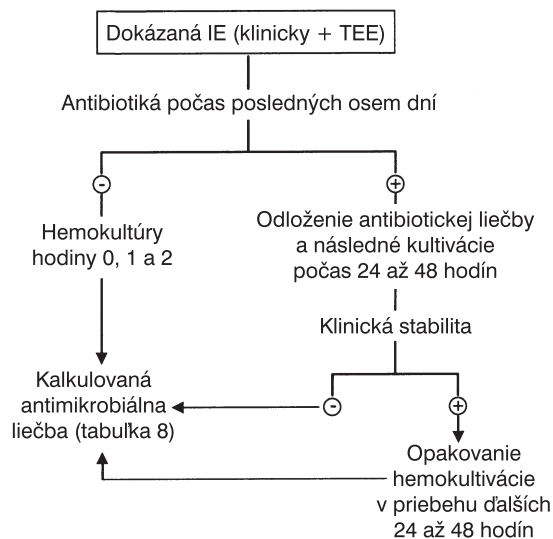 Dokázaná IE (klinicky + TEE)
Antibiotiká počas posledných osem dní
-
+
Hemokultúry
hodiny 0, 1 a 2
Odloženie antibiotickej liečby
a následné kultivácie
počas 24 až 48 hodín
Klinická stabilita
-
+
Kalkulovaná
antimikrobiálna
liečba (tabuľka 8)
Opakovanie
hemokultivácie
v priebehu ďalších
24 až 48 hodín